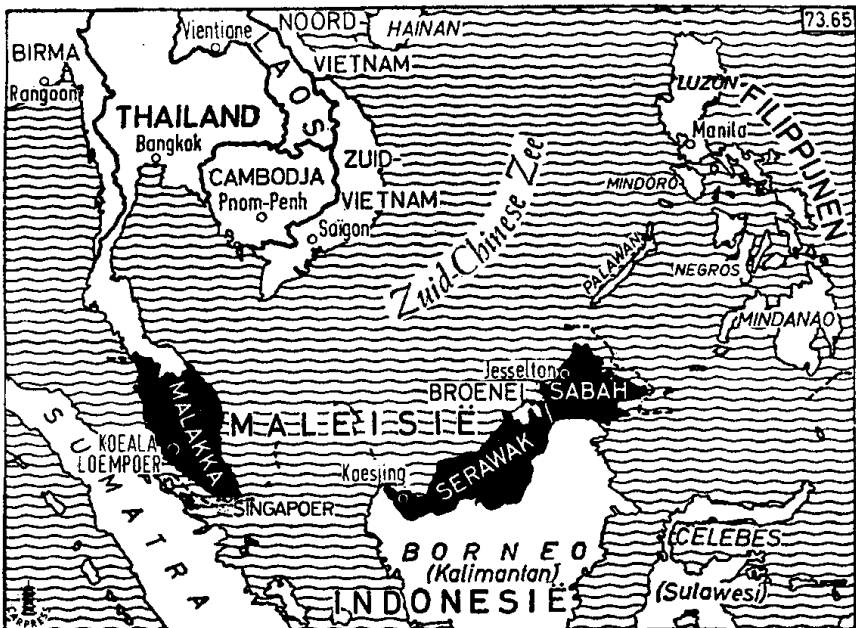 73.65
NOORD-
HAINAN
Vientiane
BIRMA
LAOS
VIETNAM
Rangoon
LUZON
THAILAND
FILIPPIJNEN
Bangkok
Manila
ZUID-
CAMBODJA
MINDORO
Pnom-Penh
VIETNAM
Saïgon
Zuid-Chinese Zee
PALAWAN
NEGROS
MINDANAO
Jesselton
BROENEI
SABAH
MALAKKA
MALEISIË
KOEALA
LOEMPOER
SERAWAK
Koesjing
SUMATRA
SINGAPOER
CELEBES
BORNEO
(Kalimantan)
(Sulawesi)
INDONESIË